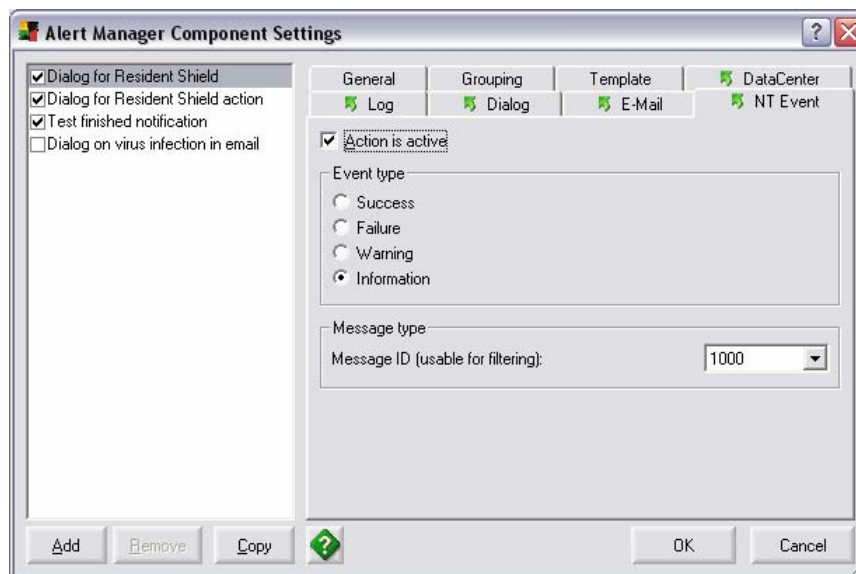 Alert Manager Component Settings
Dialog for Resident Shield
Dialog for Resident Shield action
Test finished notification
Dialog on virus infection in email
General
Grouping
Template
DataCenter
Log
Dialog
E-Mail
NT Event
Action is active
Event type
Success
Failure
Warning
Information
Message type
Message ID (usable for filtering):
1000
Add
Remove
Copy
OK
Cancel